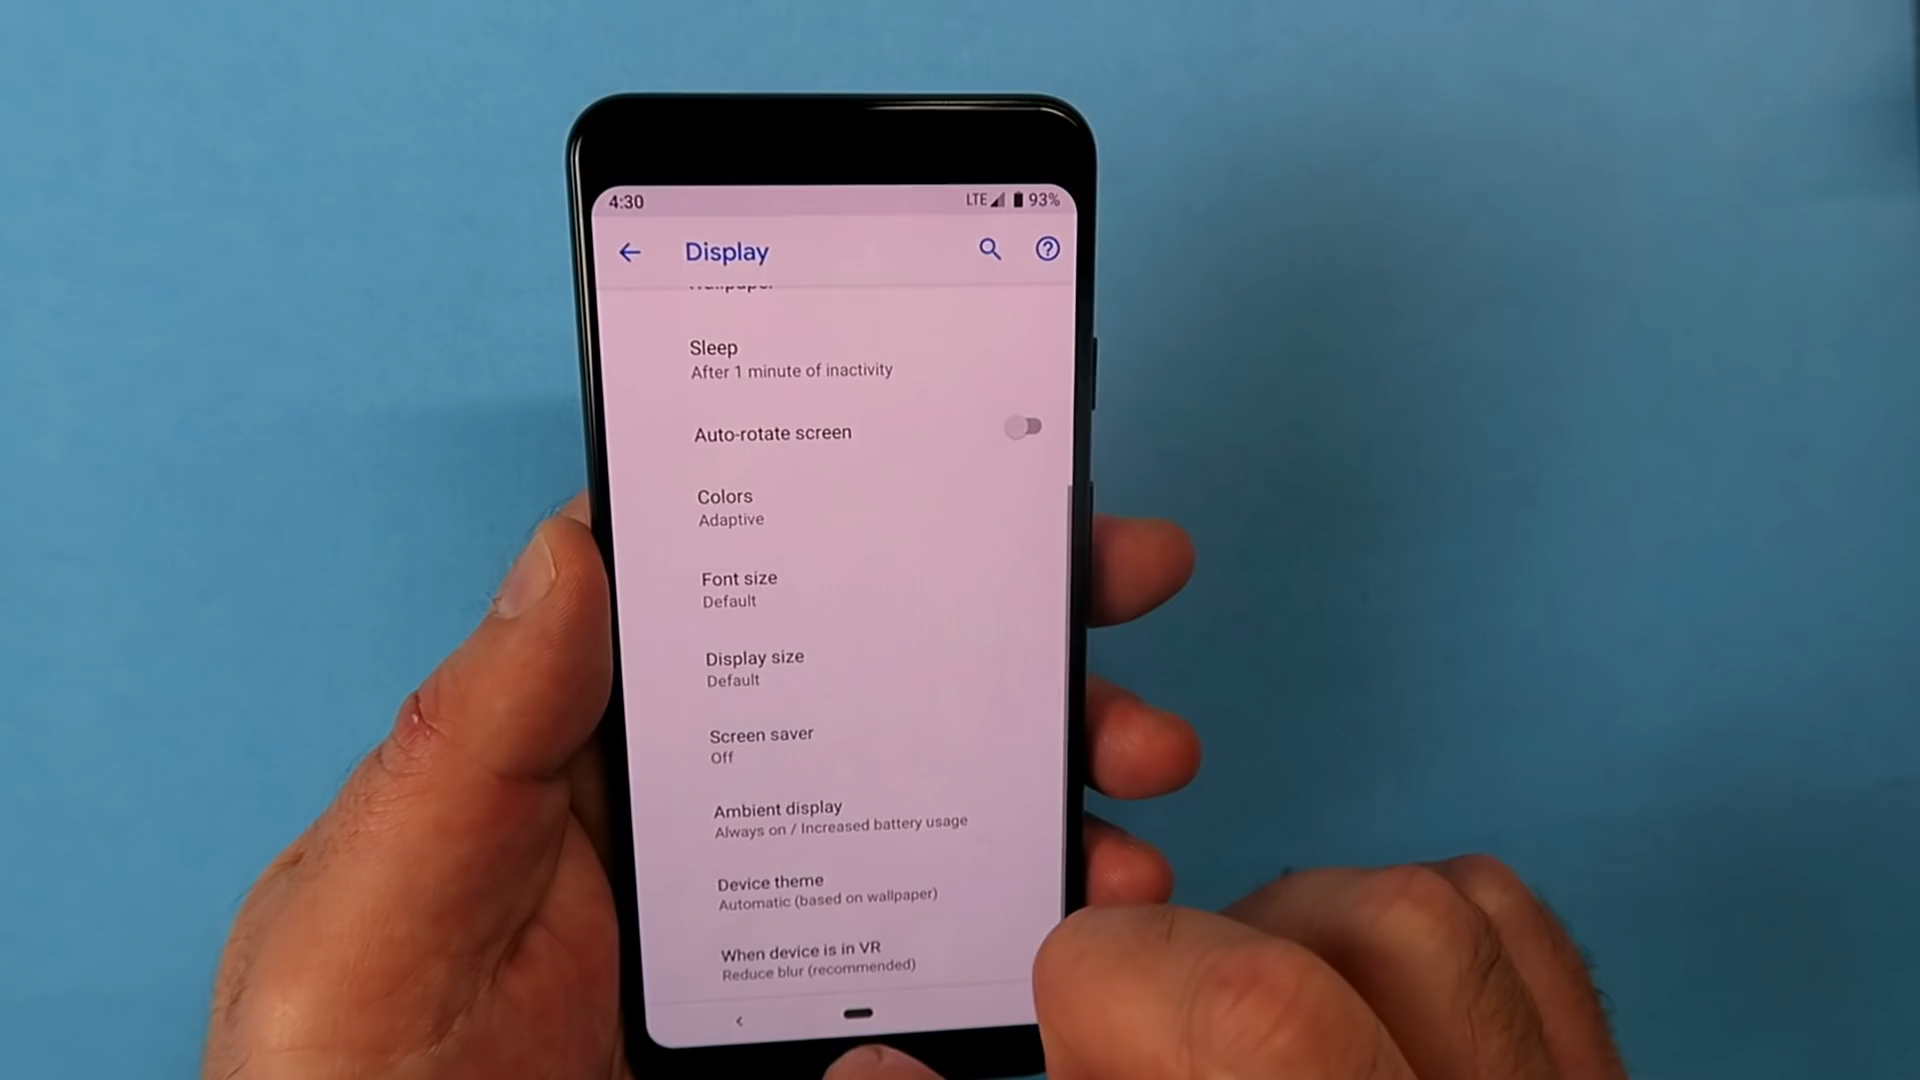 4:30
LTE 93%
Display
Sleep
After 1 minute of inactivity
Auto-rotate screen
Colors
Adaptive
Font size
Default
Display size
Default
Screen saver
Off
Ambient display
Always on / Increased battery usage
Device theme
Automatic (based on wallpaper)
When device is in VR
Reduce blur (recommended)